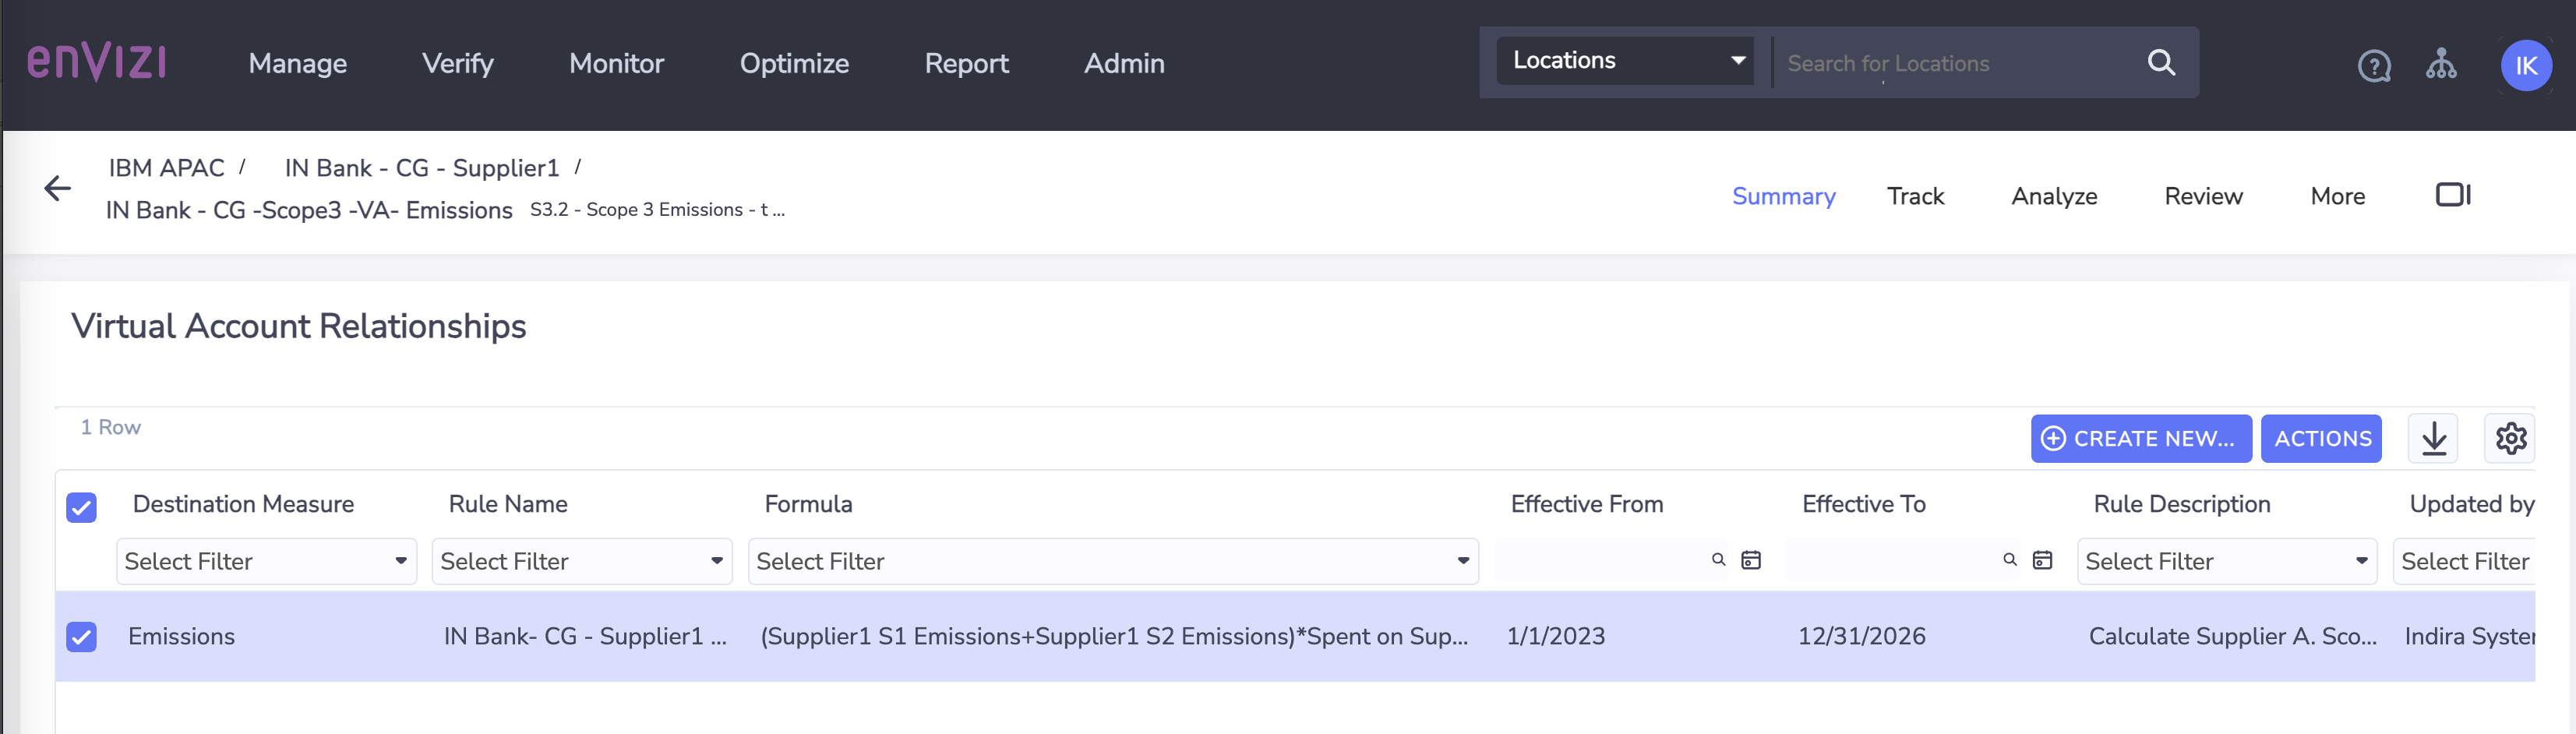 enVizi Manage Verify Monitor Optimize Report Admin Locations Search for Locations IK
IBM APAC / IN Bank - CG - Supplier1 /
IN Bank - CG -Scope3 -VA- Emissions S3.2 - Scope 3 Emissions - t ...
Summary Track Analyze Review More
Virtual Account Relationships
1 Row
CREATE NEW... ACTIONS
Destination Measure Rule Name Formula Effective From Effective To Rule Description Updated by
Select Filter Select Filter Select Filter Select Filter Select Filter
Emissions IN Bank- CG - Supplier1 ... (Supplier1 S1 Emissions+Supplier1 S2 Emissions)*Spent on Sup... 1/1/2023 12/31/2026 Calculate Supplier A. Sco... Indira Syster